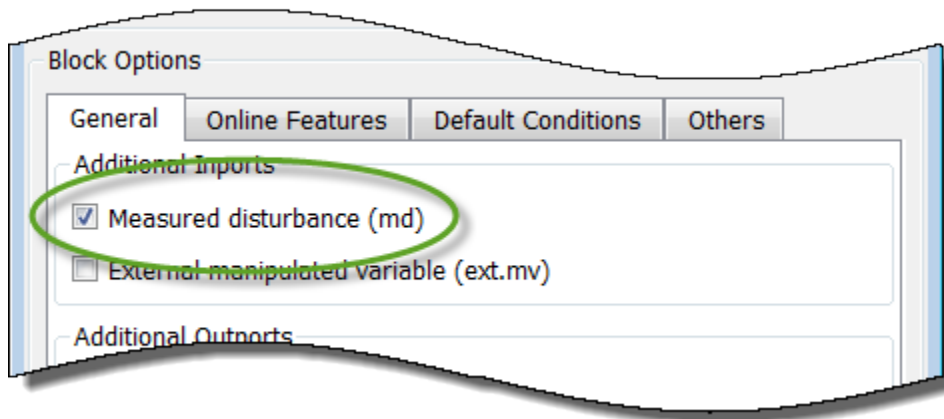 Block Options
General Online Features Default Conditions Others
Additional Inports
Measured disturbance (md)
External manipulated variable (ext.mv)
Additional Outports